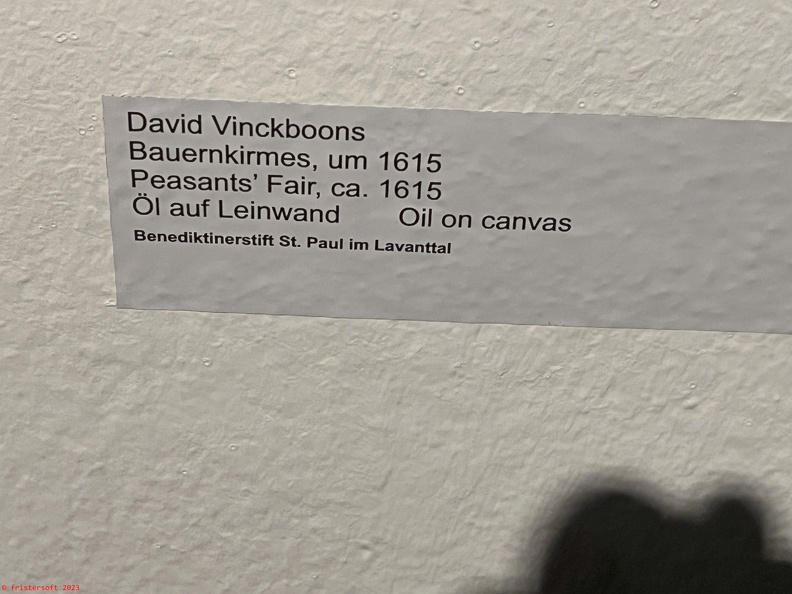 David Vinckboons
Bauernkirmes, um 1615
Peasants' Fair, ca. 1615
Öl auf Leinwand Oil on canvas
Benediktinerstift St. Paul im Lavanttal
© fristersoft 2023